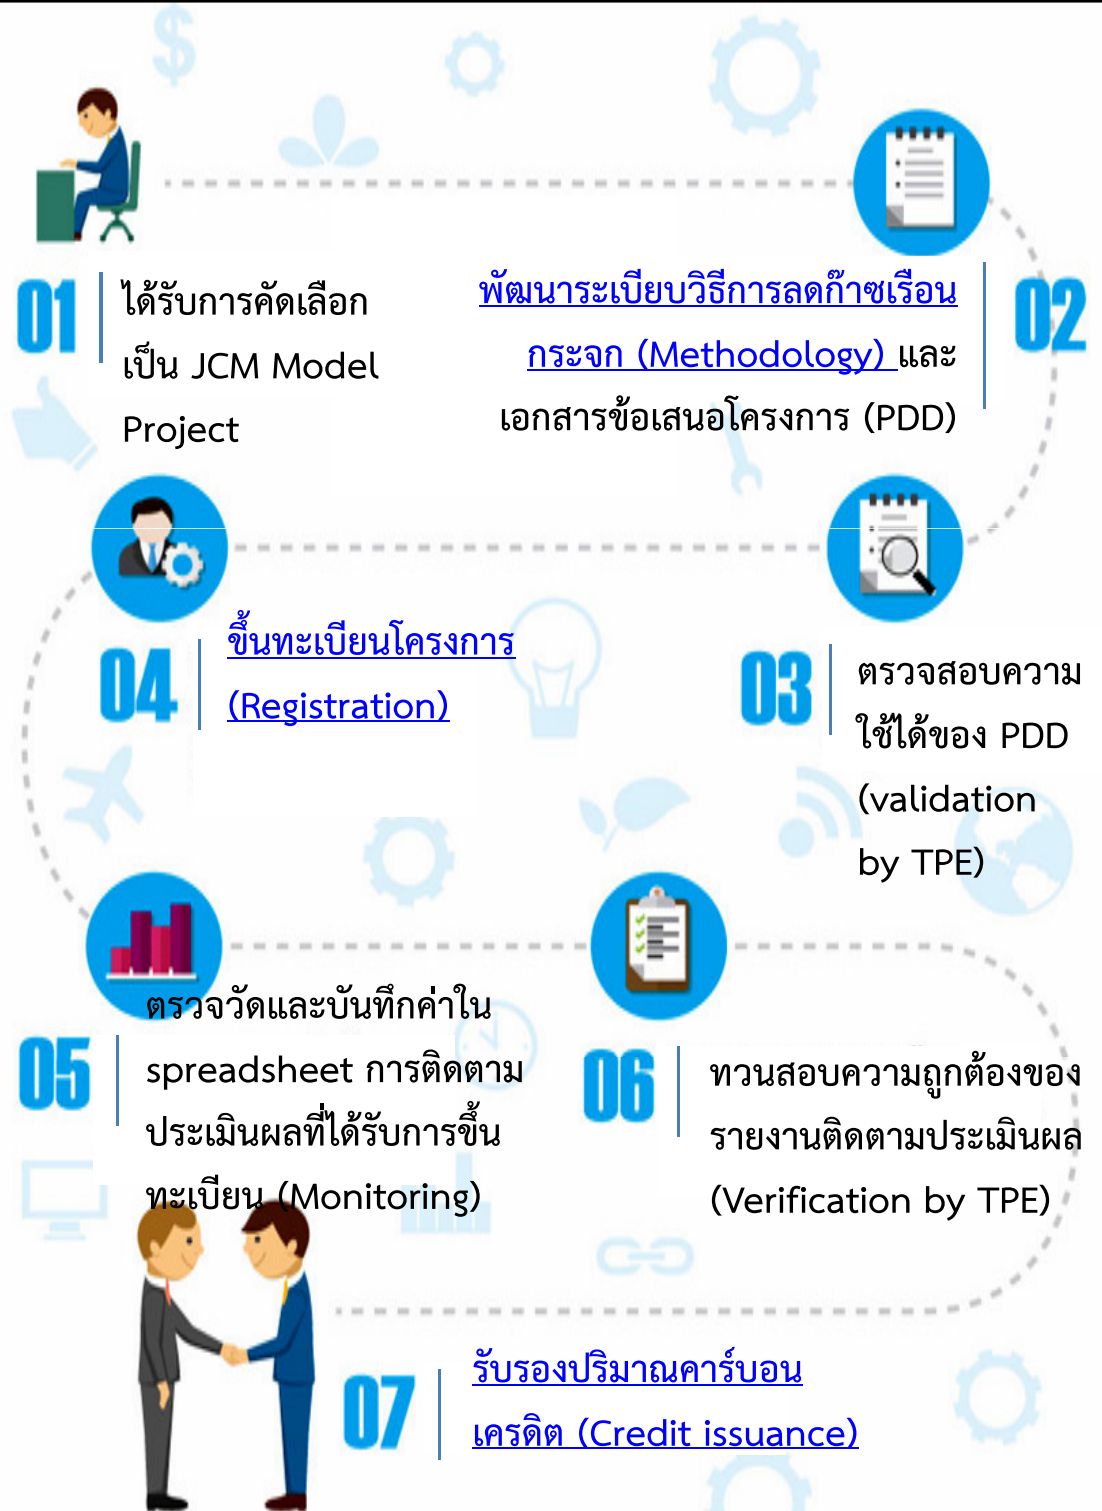 01
ได้รับการคัดเลือก
เป็น JCM Model
Project
พัฒนาระเบียบวิธีการลดก๊าซเรือน
กระจก (Methodology) และ
เอกสารข้อเสนอโครงการ (PDD)
02
03
ตรวจสอบความ
ใช้ได้ของ PDD
(validation
by TPE)
04
ขึ้นทะเบียนโครงการ
(Registration)
05
ตรวจวัดและบันทึกค่าใน
spreadsheet การติดตาม
ประเมินผลที่ได้รับการขึ้น
ทะเบียน (Monitoring)
06
ทวนสอบความถูกต้องของ
รายงานติดตามประเมินผล
(Verification by TPE)
07
รับรองปริมาณคาร์บอน
เครดิต (Credit issuance)